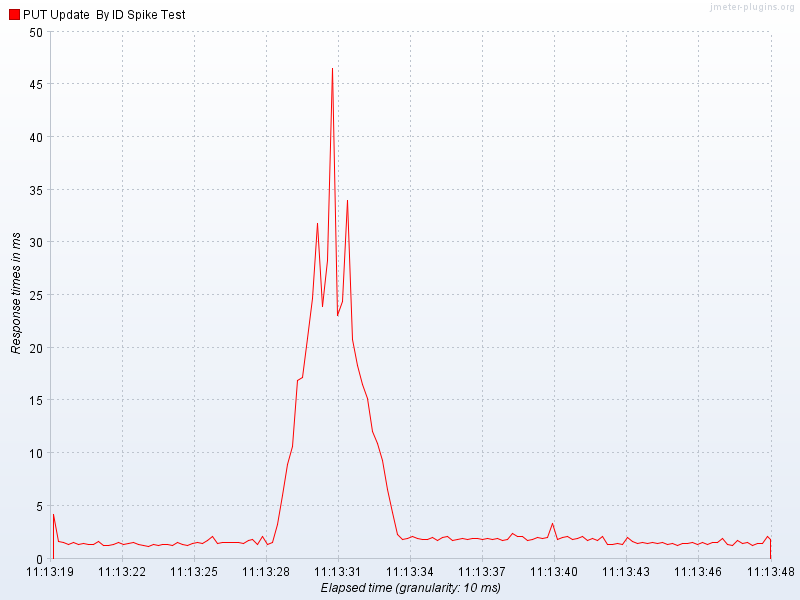 jmeter-plugins.org
PUT Update By ID Spike Test
50
45
40
35
30
25
20
15
10
5
0
Response times in ms
11:13:19 11:13:22 11:13:25 11:13:28 11:13:31 11:13:34 11:13:37 11:13:40 11:13:43 11:13:46 11:13:48
Elapsed time (granularity: 10 ms)